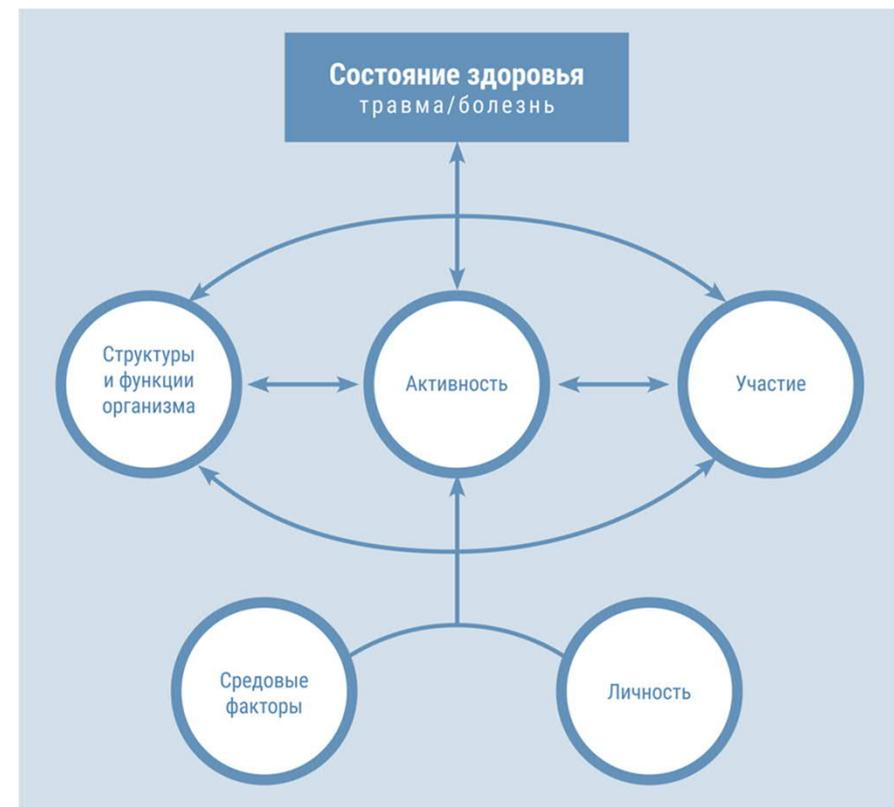 Состояние здоровья
травма/болезнь
Структуры
и функции
организма
Активность
Участие
Средовые
факторы
Личность